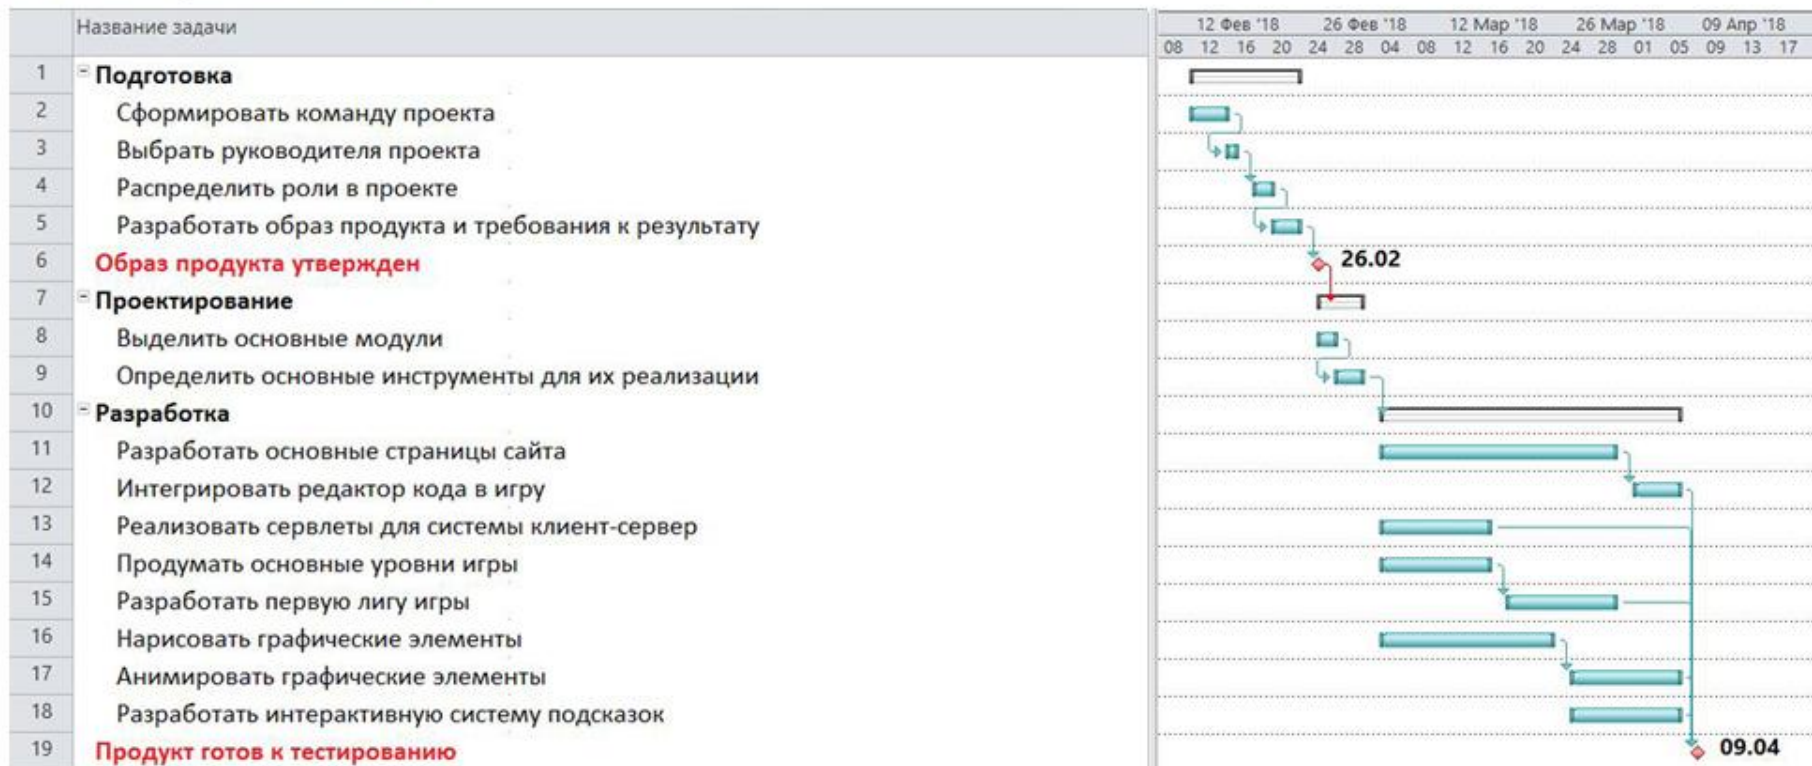 Название задачи
12 Фев '18 26 Фев '18 12 Мар '18 26 Мар '18 09 Апр '18
08 12 16 20 24 28 04 08 12 16 20 24 28 01 05 09 13 17
1 Подготовка
2 Сформировать команду проекта
3 Выбрать руководителя проекта
4 Распределить роли в проекте
5 Разработать образ продукта и требования к результату
6 Образ продукта утвержден 26.02
7 Проектирование
8 Выделить основные модули
9 Определить основные инструменты для их реализации
10 Разработка
11 Разработать основные страницы сайта
12 Интегрировать редактор кода в игру
13 Реализовать сервлеты для системы клиент-сервер
14 Продумать основные уровни игры
15 Разработать первую лигу игры
16 Нарисовать графические элементы
17 Анимировать графические элементы
18 Разработать интерактивную систему подсказок
19 Продукт готов к тестированию 09.04